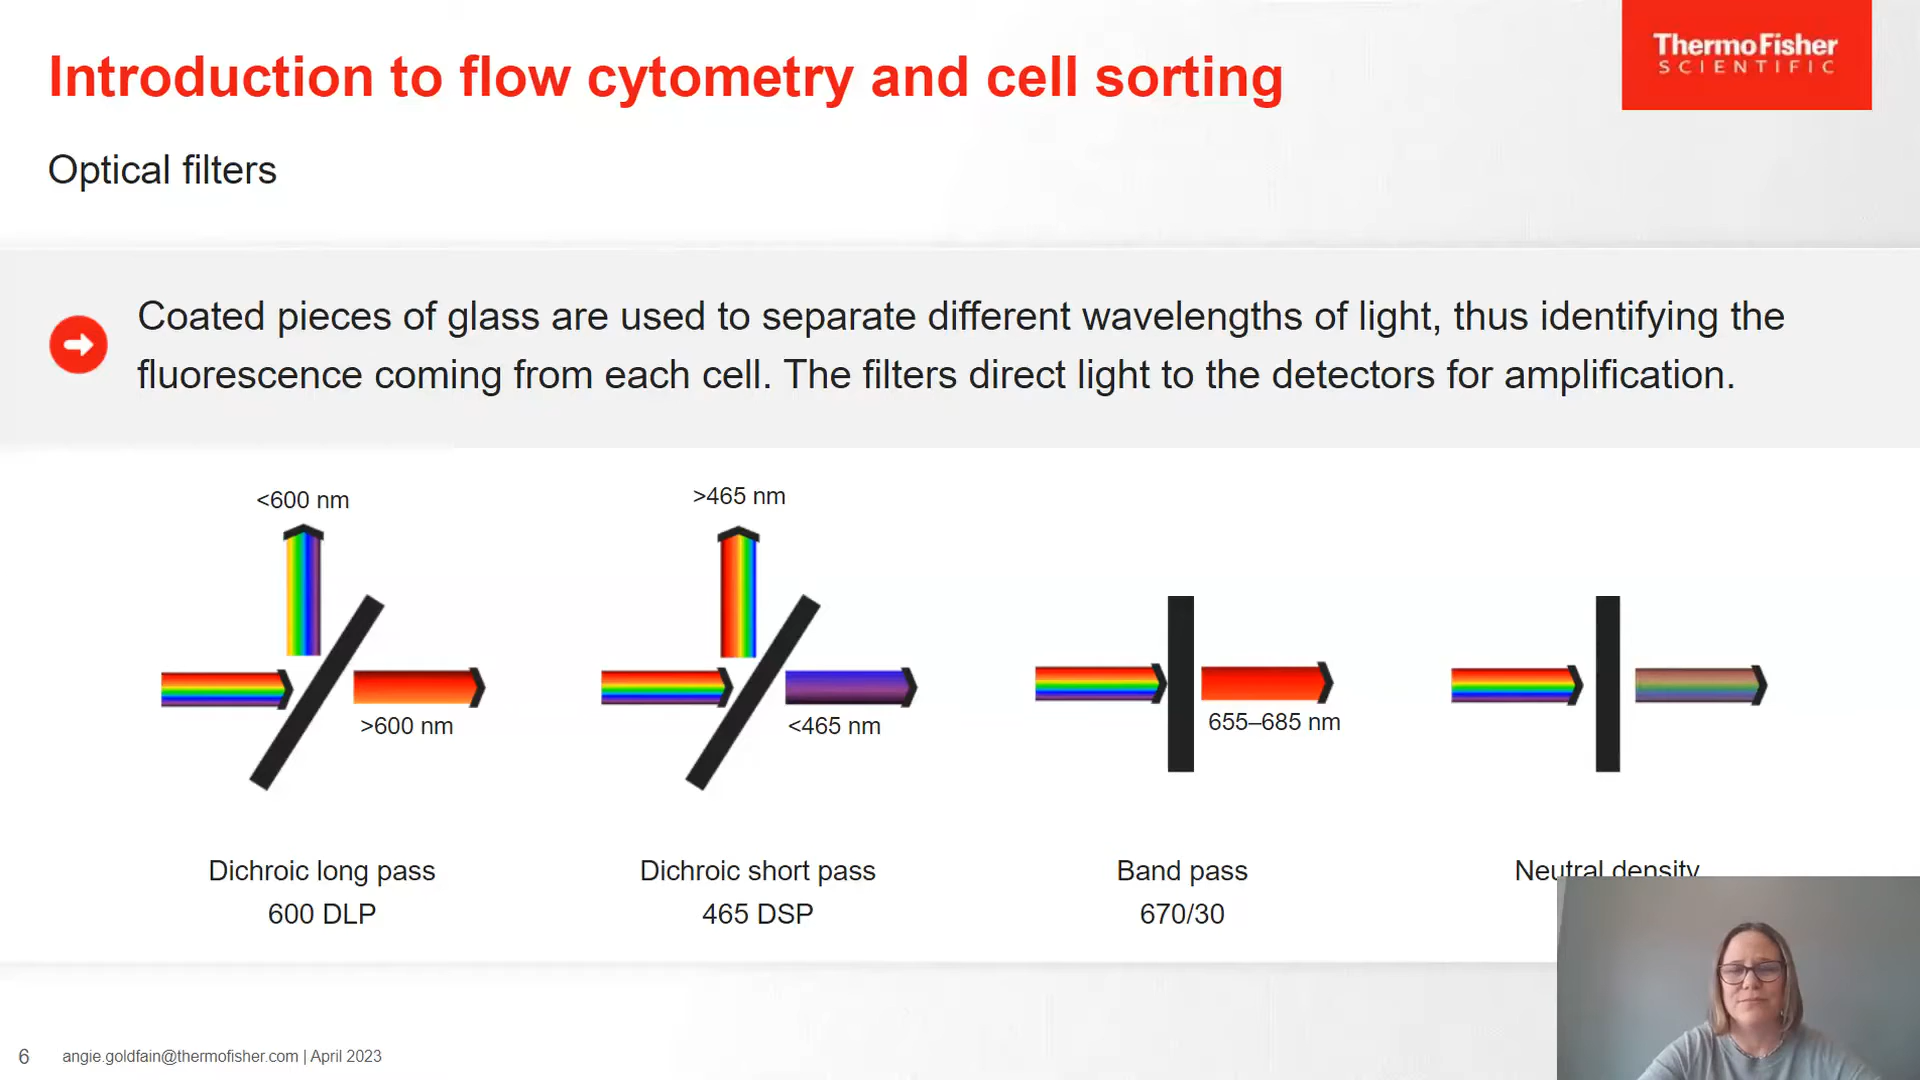 Introduction to flow cytometry and cell sorting
ThermoFisher
SCIENTIFIC
Optical filters
Coated pieces of glass are used to separate different wavelengths of light, thus identifying the
fluorescence coming from each cell. The filters direct light to the detectors for amplification.
<600 nm
>600 nm
Dichroic long pass
600 DLP
>465 nm
<465 nm
Dichroic short pass
465 DSP
655–685 nm
Band pass
670/30
Neutral density
6
angie.goldfain@thermofisher.com | April 2023